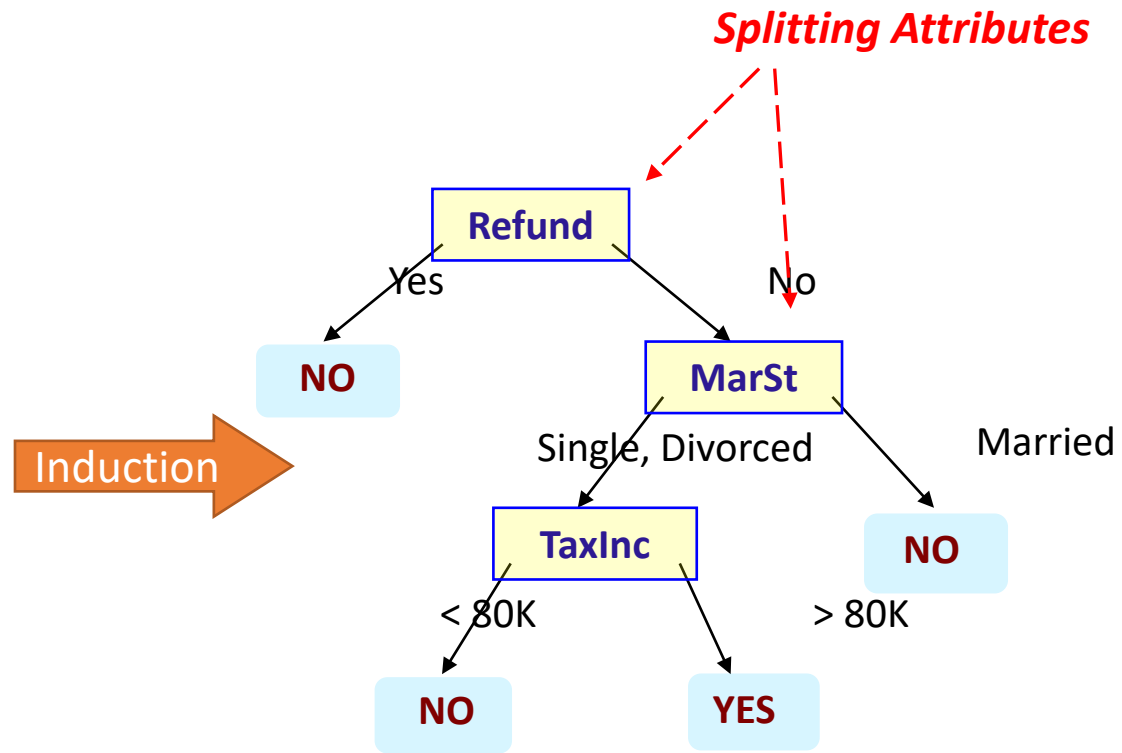 Splitting Attributes
Refund
Yes
No
NO
MarSt
Induction
Single, Divorced
Married
TaxInc
NO
< 80K
> 80K
NO
YES